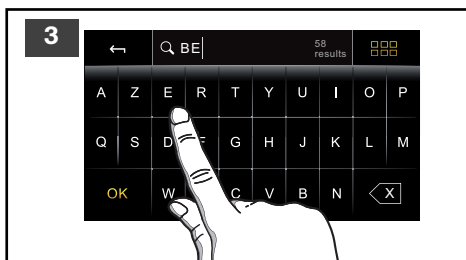 3
BE 58 results
A Z E R T Y U I O P
Q S D F G H J K L M
OK W C V B N X